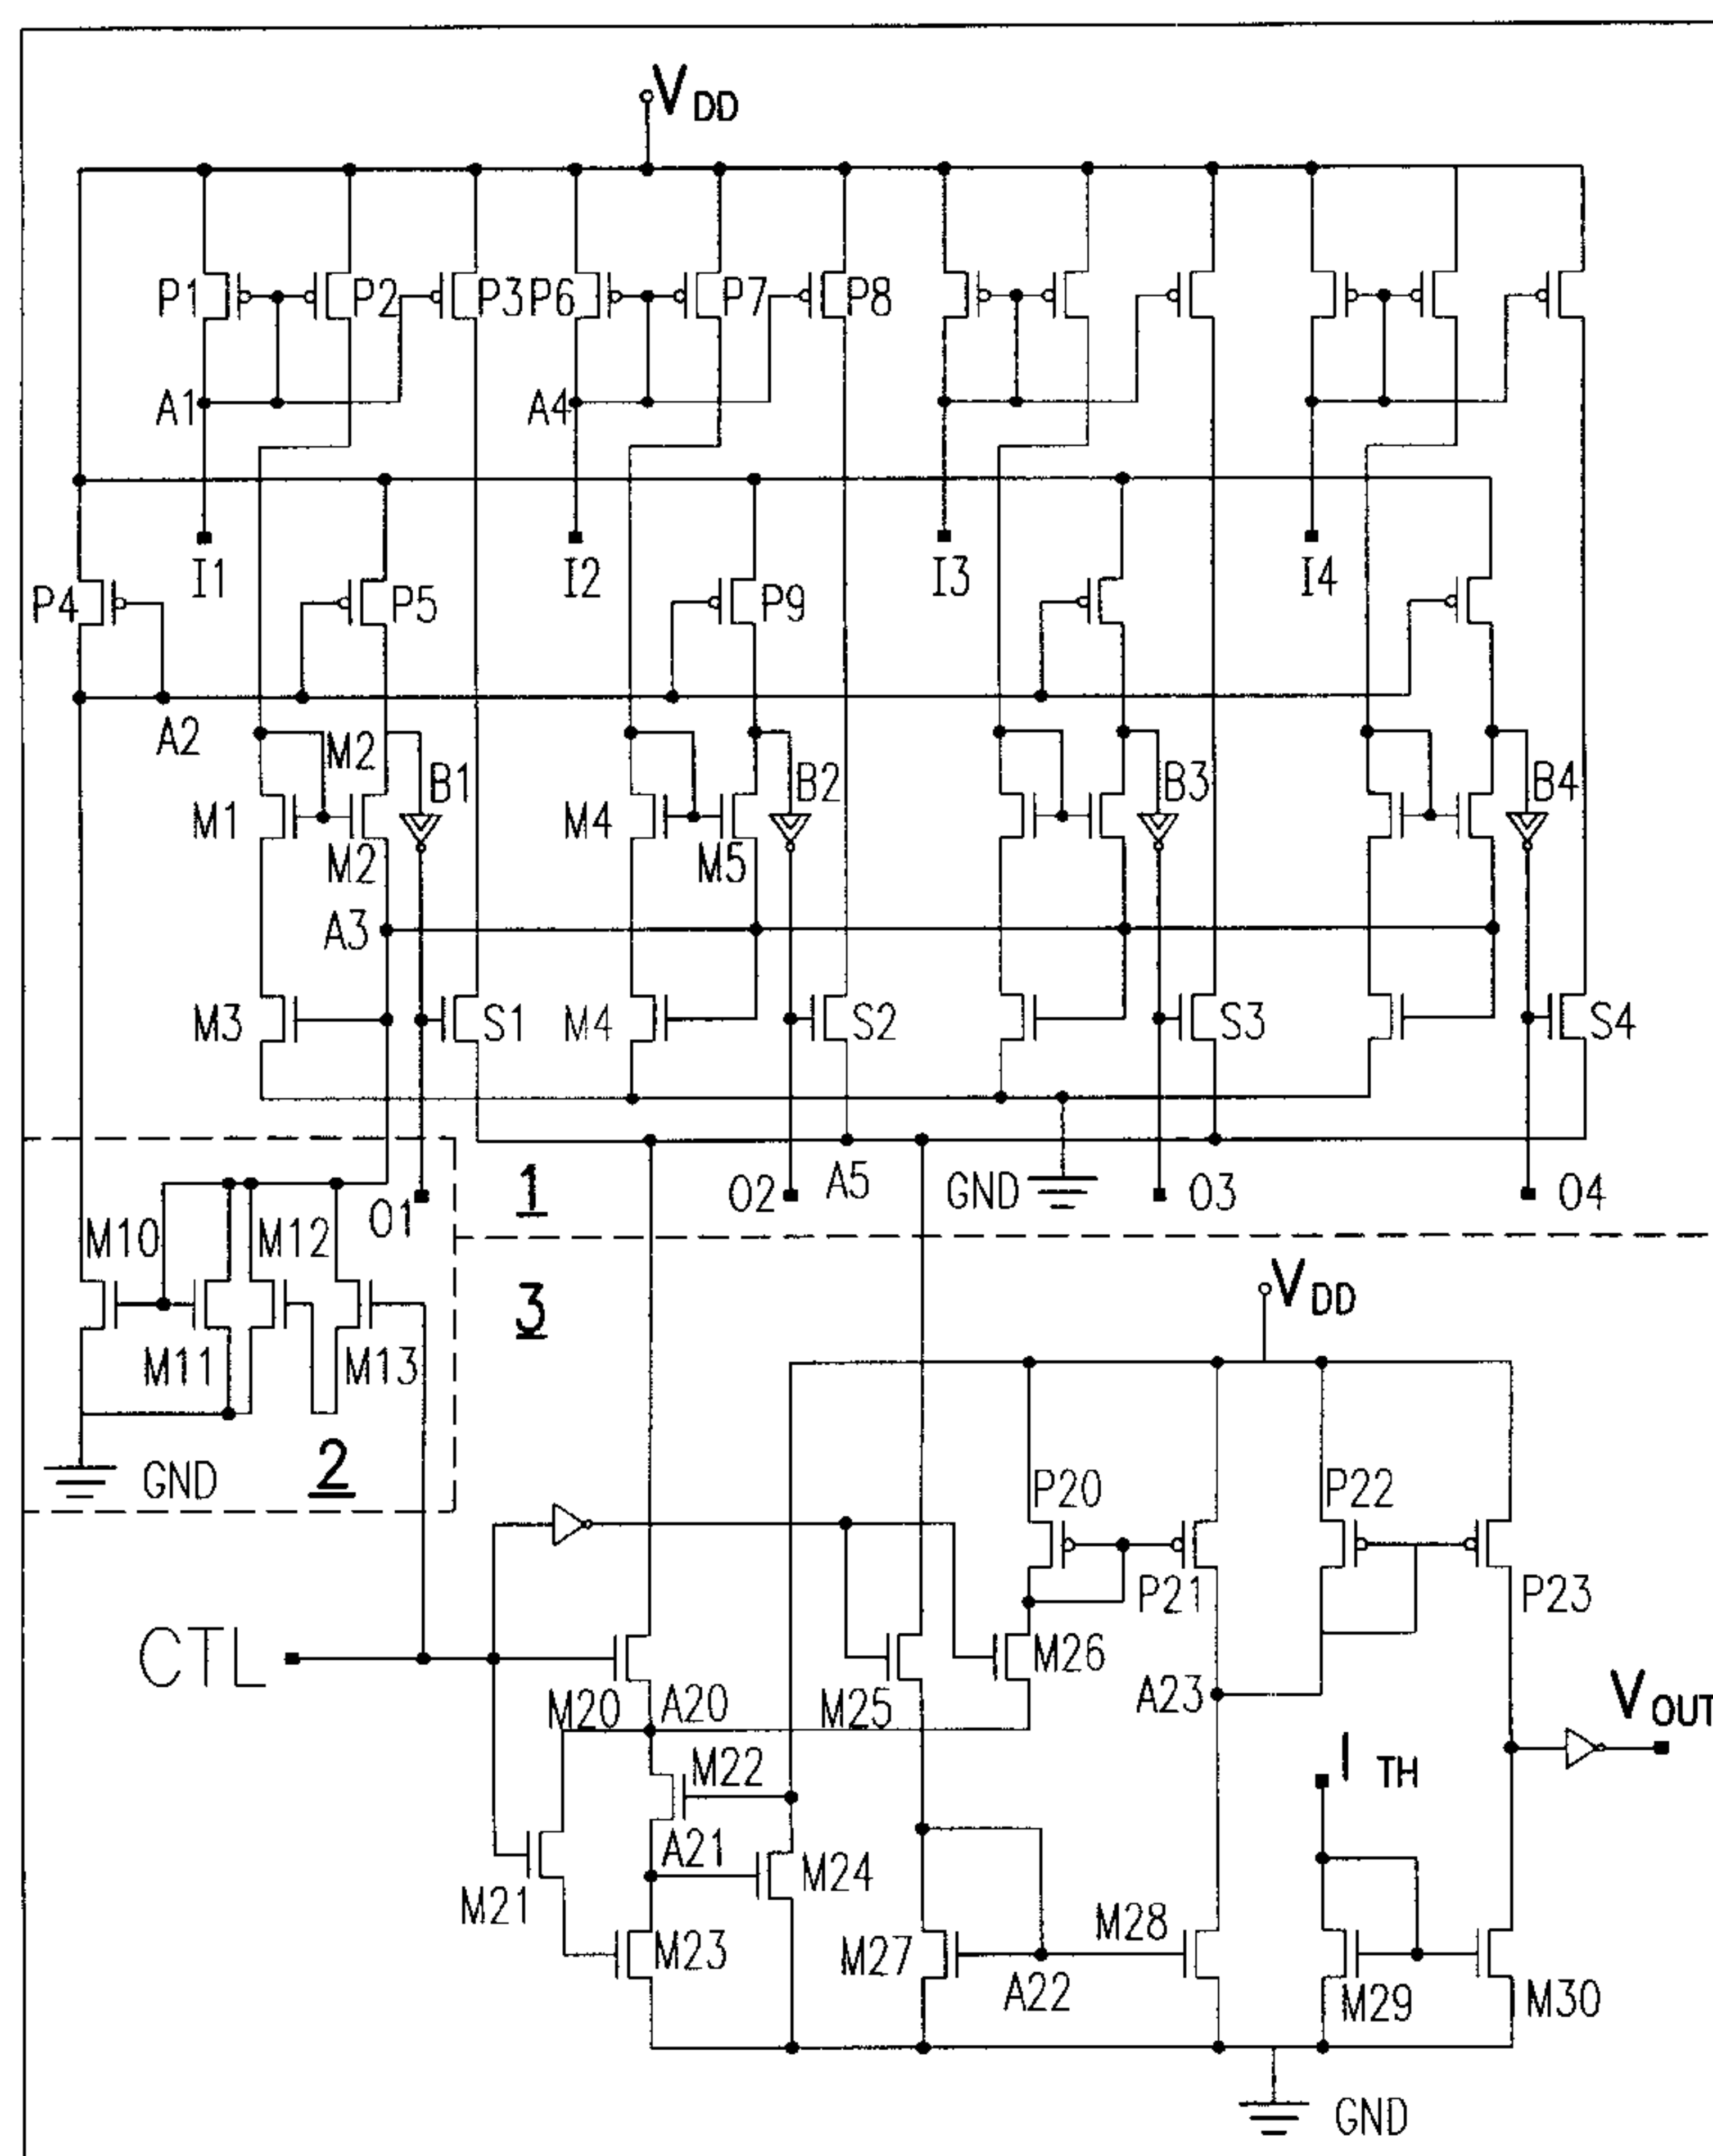 VDD
P1 P2 P3 P6 P7 P8
A1 A4
I1 I2 I3 I4
P4 P5 P9
A2
M2 B1 B2 B3 B4
M1 M4
M2 M5
A3
M3 S1 M4 S2 S3 S4
O1 1 O2 A5 GND O3 O4
M10 M12
3 VDD
M11 M13
GND 2
P20 P22
P21 P23
CTL M26
M20 A20 M25 A23 VOUT
M22 ITH
A21 M24
M21 M28
M23 M27 A22 M29 M30
GND